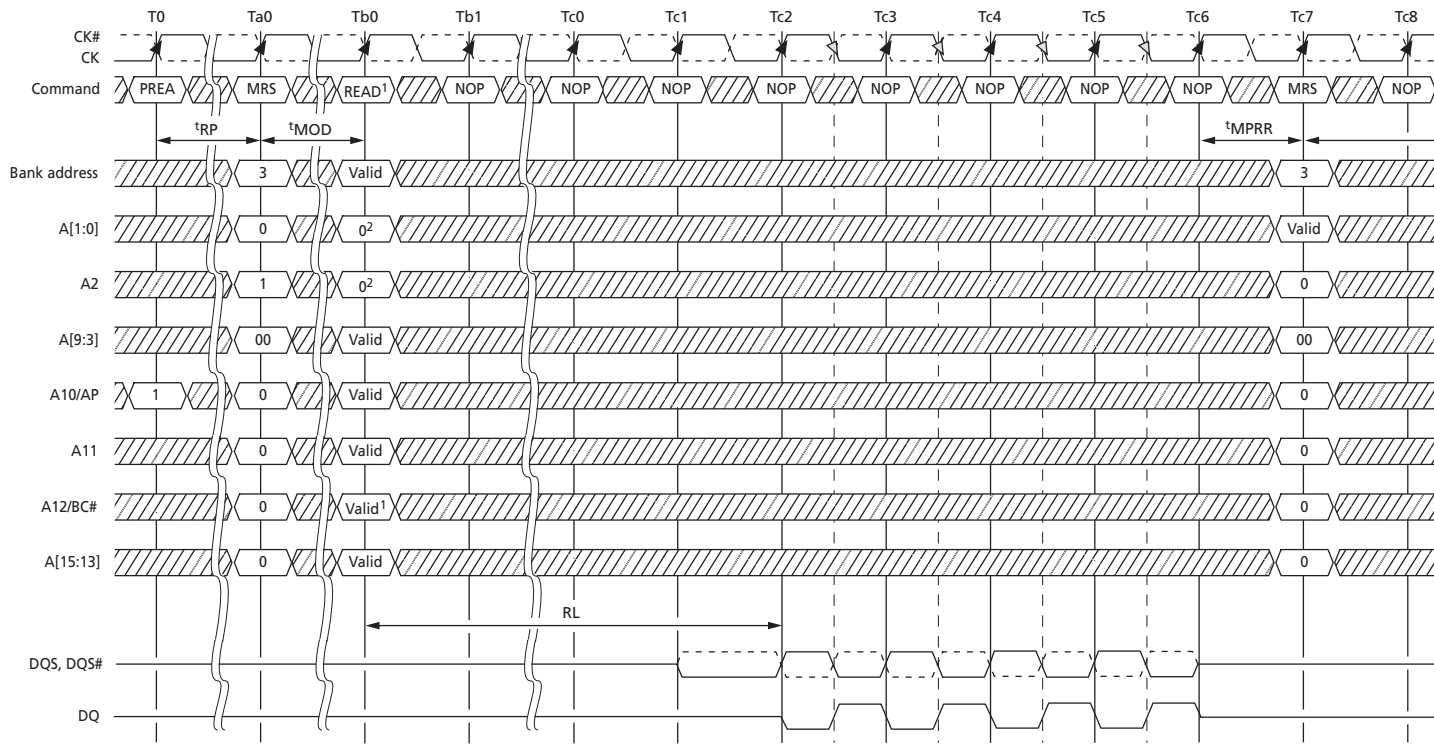 T0 Ta0 Tb0 Tb1 Tc0 Tc1 Tc2 Tc3 Tc4 Tc5 Tc6 Tc7 Tc8
CK#
CK
Command PREA MRS READ1 NOP NOP NOP NOP NOP NOP NOP NOP MRS NOP
tRP tMOD tMPRR
Bank address 3 Valid 3
A[1:0] 0 02 Valid
A2 1 02 0
A[9:3] 00 Valid 00
A10/AP 1 0 Valid 0
A11 0 Valid 0
A12/BC# 0 Valid1 0
A[15:13] 0 Valid 0
RL
DQS, DQS#
DQ